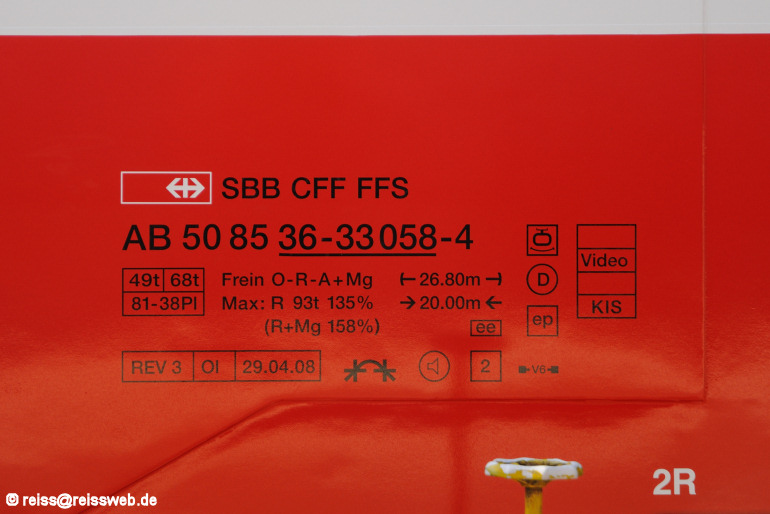 SBB CFF FFS
AB 50 85 36-33 058-4
49t 68t
81-38Pl
Frein O-R-A+Mg
Max: R 93t 135%
(R+Mg 158%)
26.80m
20.00m
ee
D
ep
Video
KIS
REV 3 Ol 29.04.08
2
V6
2R
© reiss@reissweb.de